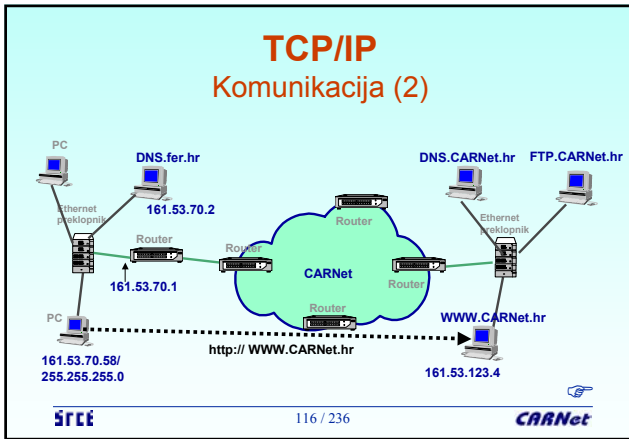 TCP/IP
Komunikacija (2)
PC
DNS.fer.hr
161.53.70.2
Ethernet
preklopnik
Router
161.53.70.1
Router
Router
CARNet
Router
Router
DNS.CARNet.hr
FTP.CARNet.hr
Ethernet
preklopnik
PC
161.53.70.58/
255.255.255.0
http:// WWW.CARNet.hr
WWW.CARNet.hr
161.53.123.4
srce
116 / 236
CARNet